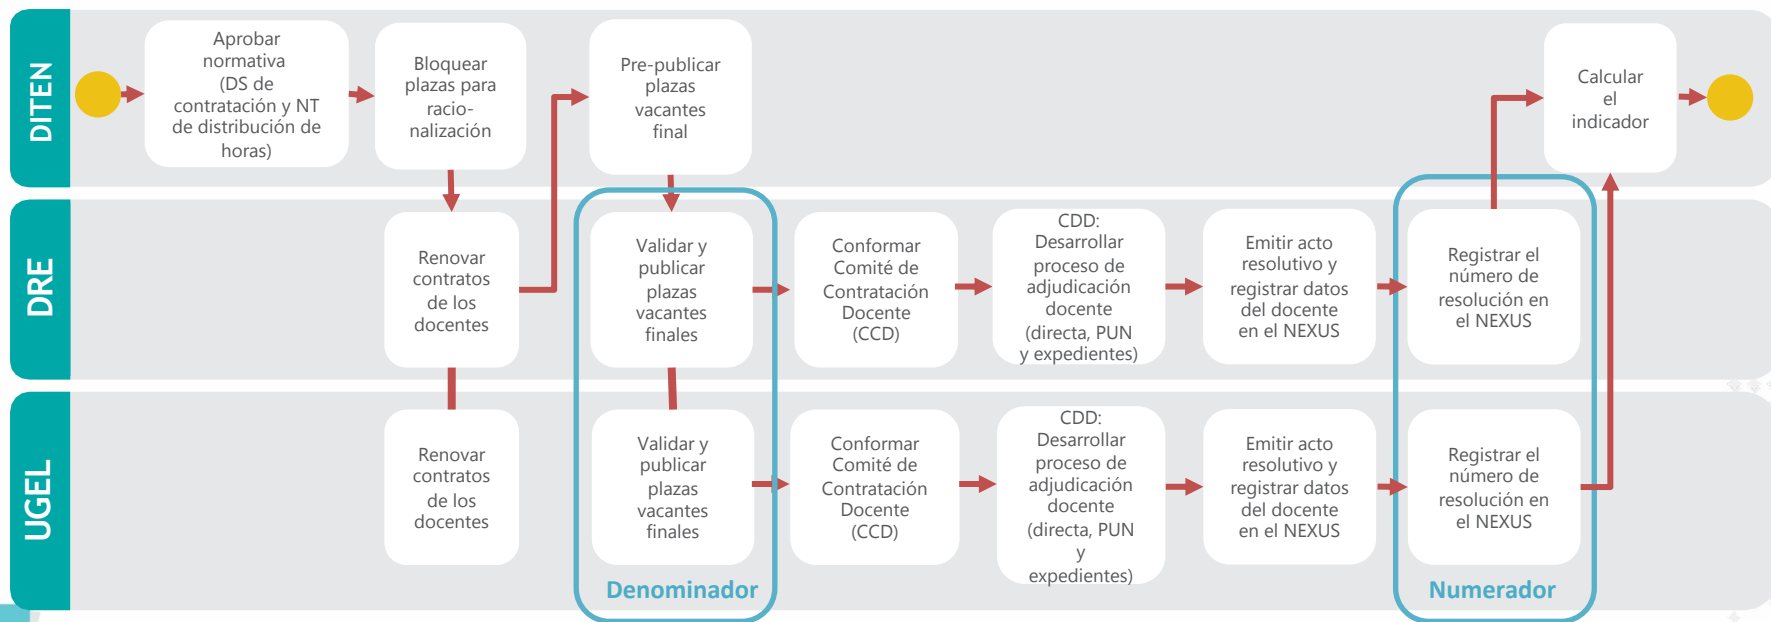 DITEN
Aprobar
normativa
(DS de
contratación y NT
de distribución de
horas)
Bloquear
plazas para
racio-
nalización
Pre-publicar
plazas
vacantes
final
Calcular
el
indicador
DRE
Renovar
contratos
de los
docentes
Validar y
publicar
plazas
vacantes
finales
Conformar
Comité de
Contratación
Docente
(CCD)
CDD:
Desarrollar
proceso de
adjudicación
docente
(directa, PUN
y expedientes)
Emitir acto
resolutivo y
registrar datos
del docente
en el NEXUS
Registrar el
número de
resolución en
el NEXUS
UGEL
Renovar
contratos
de los
docentes
Validar y
publicar
plazas
vacantes
finales
Conformar
Comité de
Contratación
Docente
(CCD)
CDD:
Desarrollar
proceso de
adjudicación
docente
(directa, PUN
y
expedientes)
Emitir acto
resolutivo y
registrar datos
del docente
en el NEXUS
Registrar el
número de
resolución en
el NEXUS
Denominador
Numerador